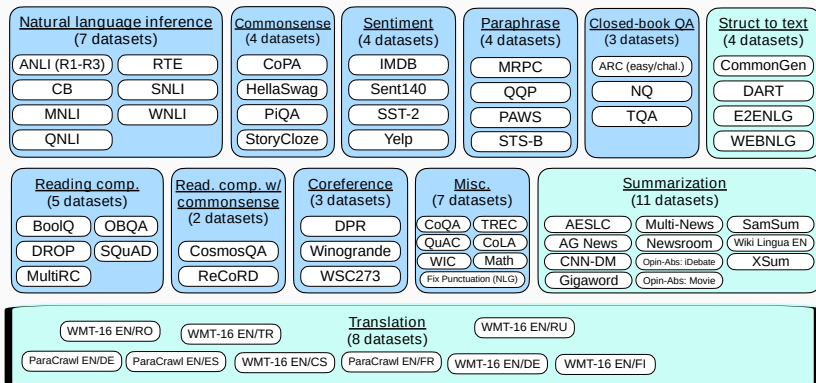 Natural language inference
(7 datasets)
ANLI (R1-R3) RTE
CB SNLI
MNLI WNLI
QNLI
Commonsense
(4 datasets)
CoPA
HellaSwag
PiQA
StoryCloze
Sentiment
(4 datasets)
IMDB
Sent140
SST-2
Yelp
Paraphrase
(4 datasets)
MRPC
QQP
PAWS
STS-B
Closed-book QA
(3 datasets)
ARC (easy/chal.)
NQ
TQA
Struct to text
(4 datasets)
CommonGen
DART
E2ENLG
WEBNLG
Reading comp.
(5 datasets)
BoolQ OBQA
DROP SQuAD
MultiRC
Read. comp. w/
commonsense
(2 datasets)
CosmosQA
ReCoRD
Coreference
(3 datasets)
DPR
Winogrande
WSC273
Misc.
(7 datasets)
CoQA TREC
QuAC CoLA
WIC Math
Fix Punctuation (NLG)
Summarization
(11 datasets)
AESLC Multi-News SamSum
AG News Newsroom Wiki Lingua EN
CNN-DM Opin-Abs: iDebate XSum
Gigaword Opin-Abs: Movie
Translation
(8 datasets)
WMT-16 EN/RO WMT-16 EN/TR WMT-16 EN/RU
ParaCrawl EN/DE ParaCrawl EN/ES WMT-16 EN/CS ParaCrawl EN/FR WMT-16 EN/DE WMT-16 EN/FI